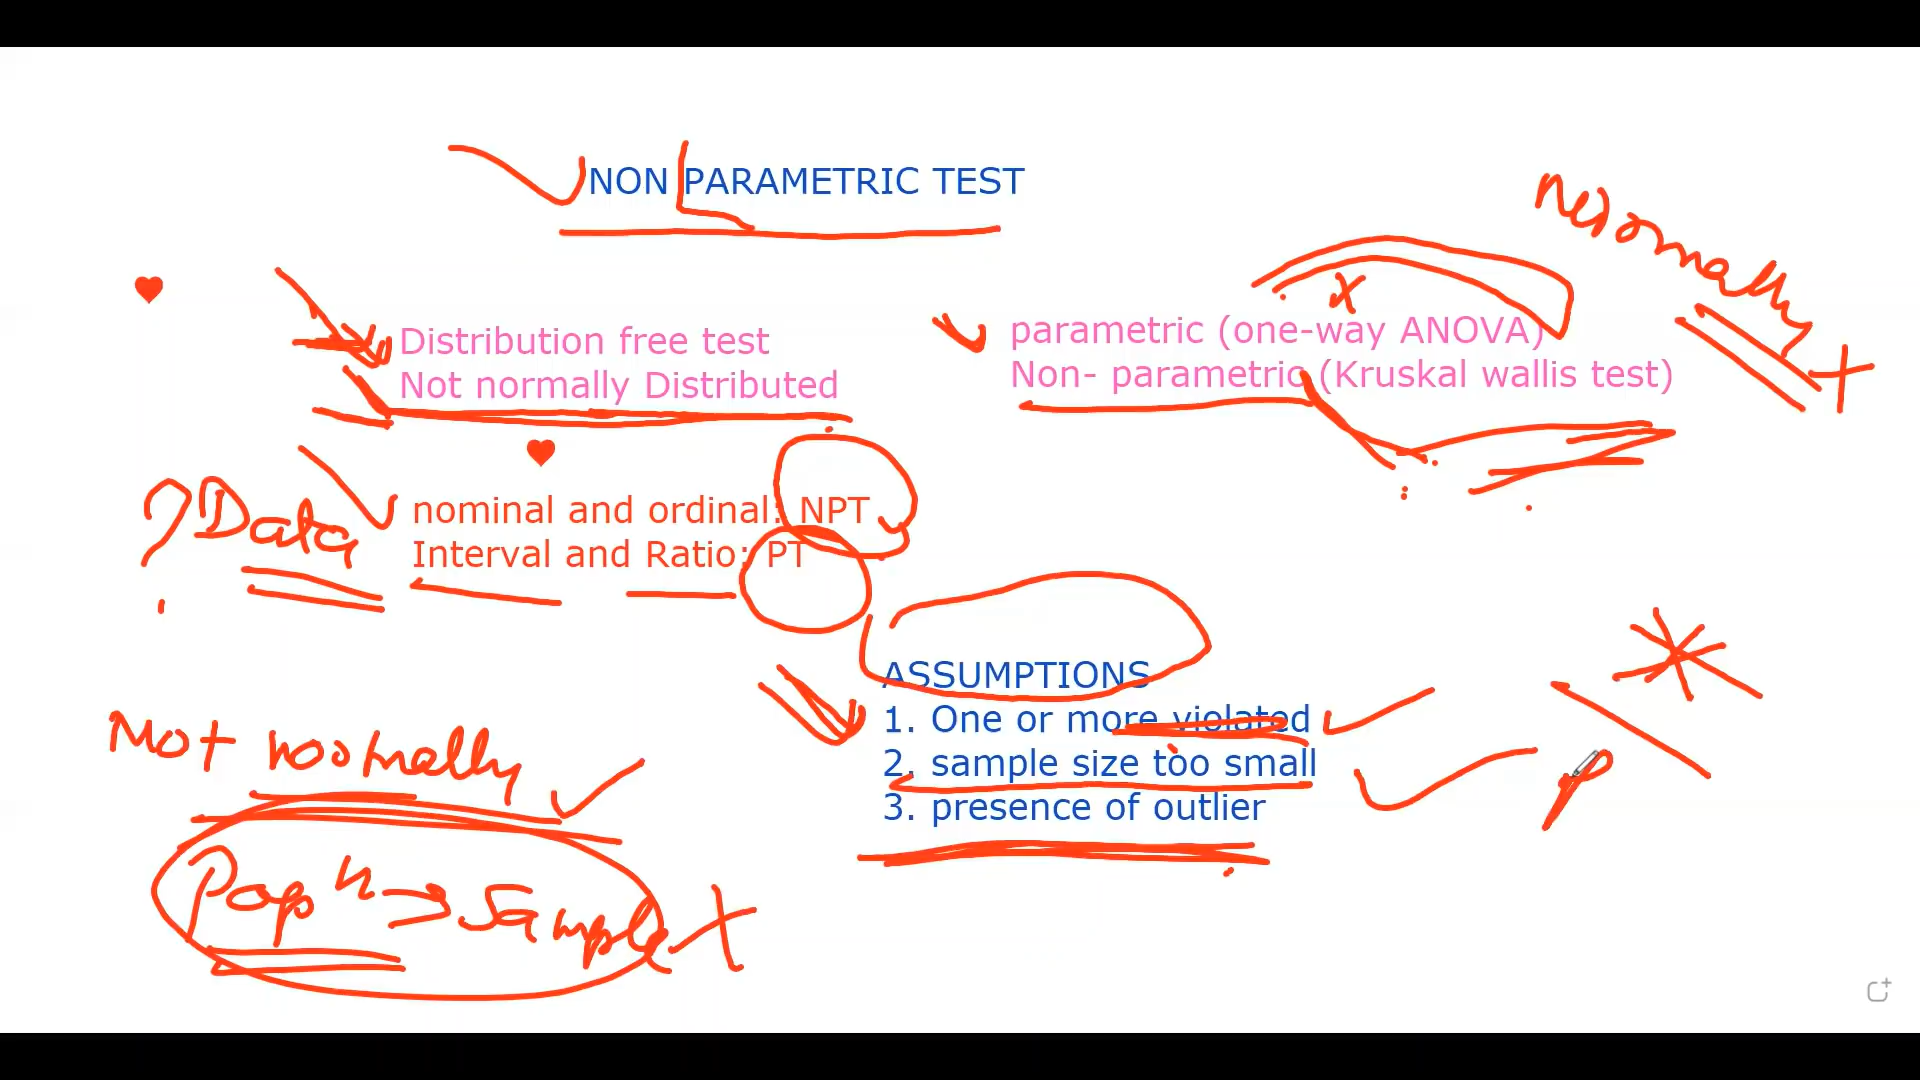 NON PARAMETRIC TEST
normally
Distribution free test
Not normally Distributed
parametric (one-way ANOVA)
Non- parametric (Kruskal wallis test)
x
? Data
nominal and ordinal: NPT
Interval and Ratio: PT
ASSUMPTIONS
1. One or more violated
2. sample size too small
3. presence of outlier
Not normally
Popn → Sample x